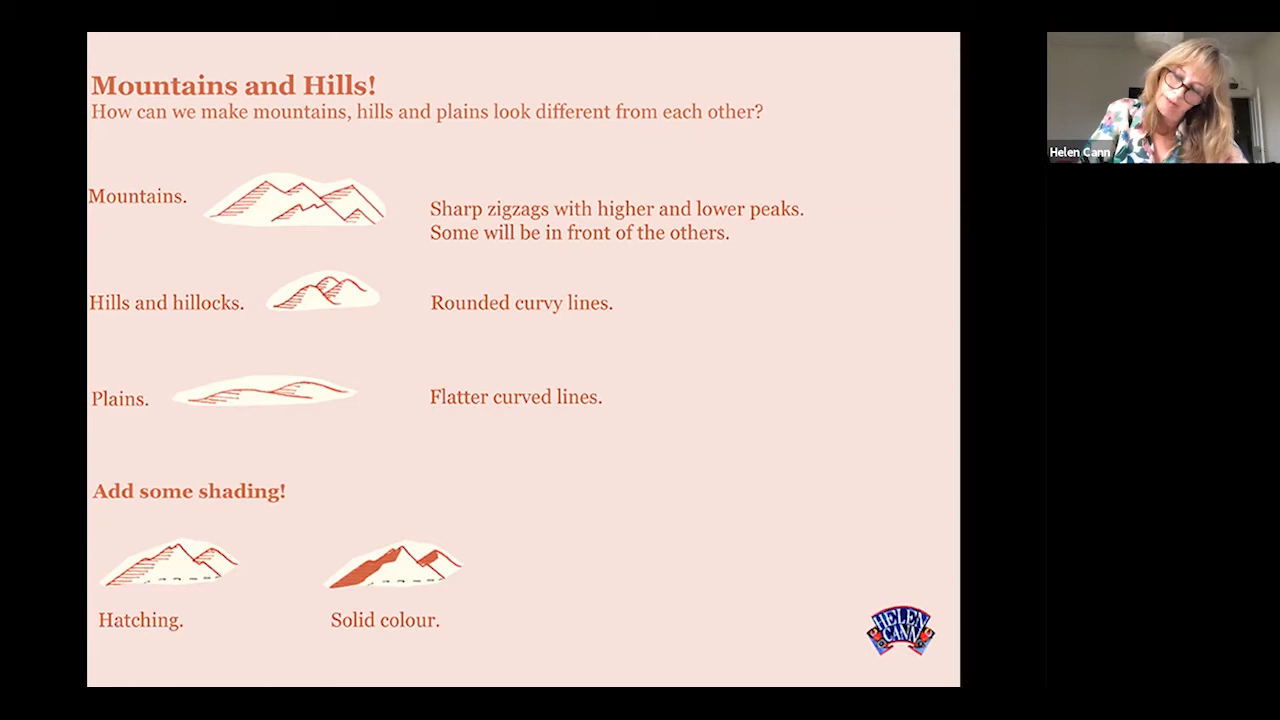 Mountains and Hills!
How can we make mountains, hills and plains look different from each other?
Mountains.
Sharp zigzags with higher and lower peaks.
Some will be in front of the others.
Hills and hillocks.
Rounded curvy lines.
Plains.
Flatter curved lines.
Add some shading!
Hatching.
Solid colour.
HELEN
CANN
Helen Cann